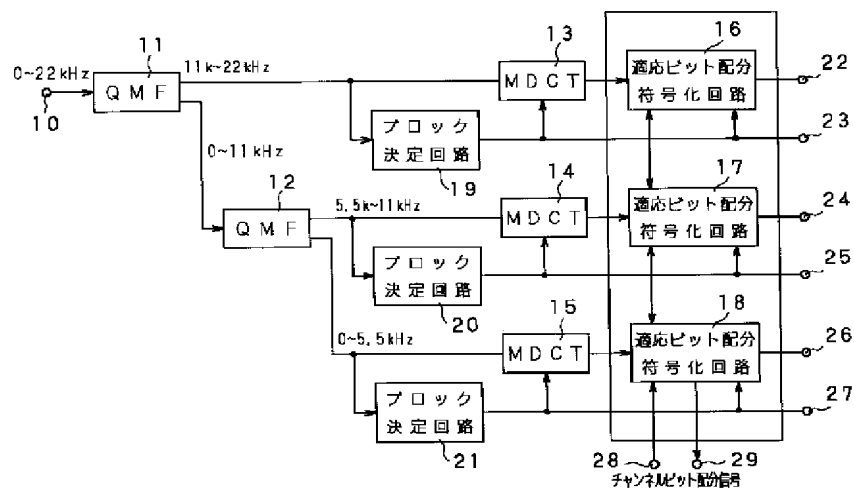 11
0~22kHz
QMF
10
11k~22kHz
13
MDCT
16
適応ビット配分
符号化回路
22
23
ブロック
決定回路
19
0~11kHz
12
QMF
5.5k~11kHz
14
MDCT
17
適応ビット配分
符号化回路
24
25
ブロック
決定回路
20
0~5.5kHz
15
MDCT
18
適応ビット配分
符号化回路
26
27
ブロック
決定回路
21
28
29
チャンネルビット配分信号